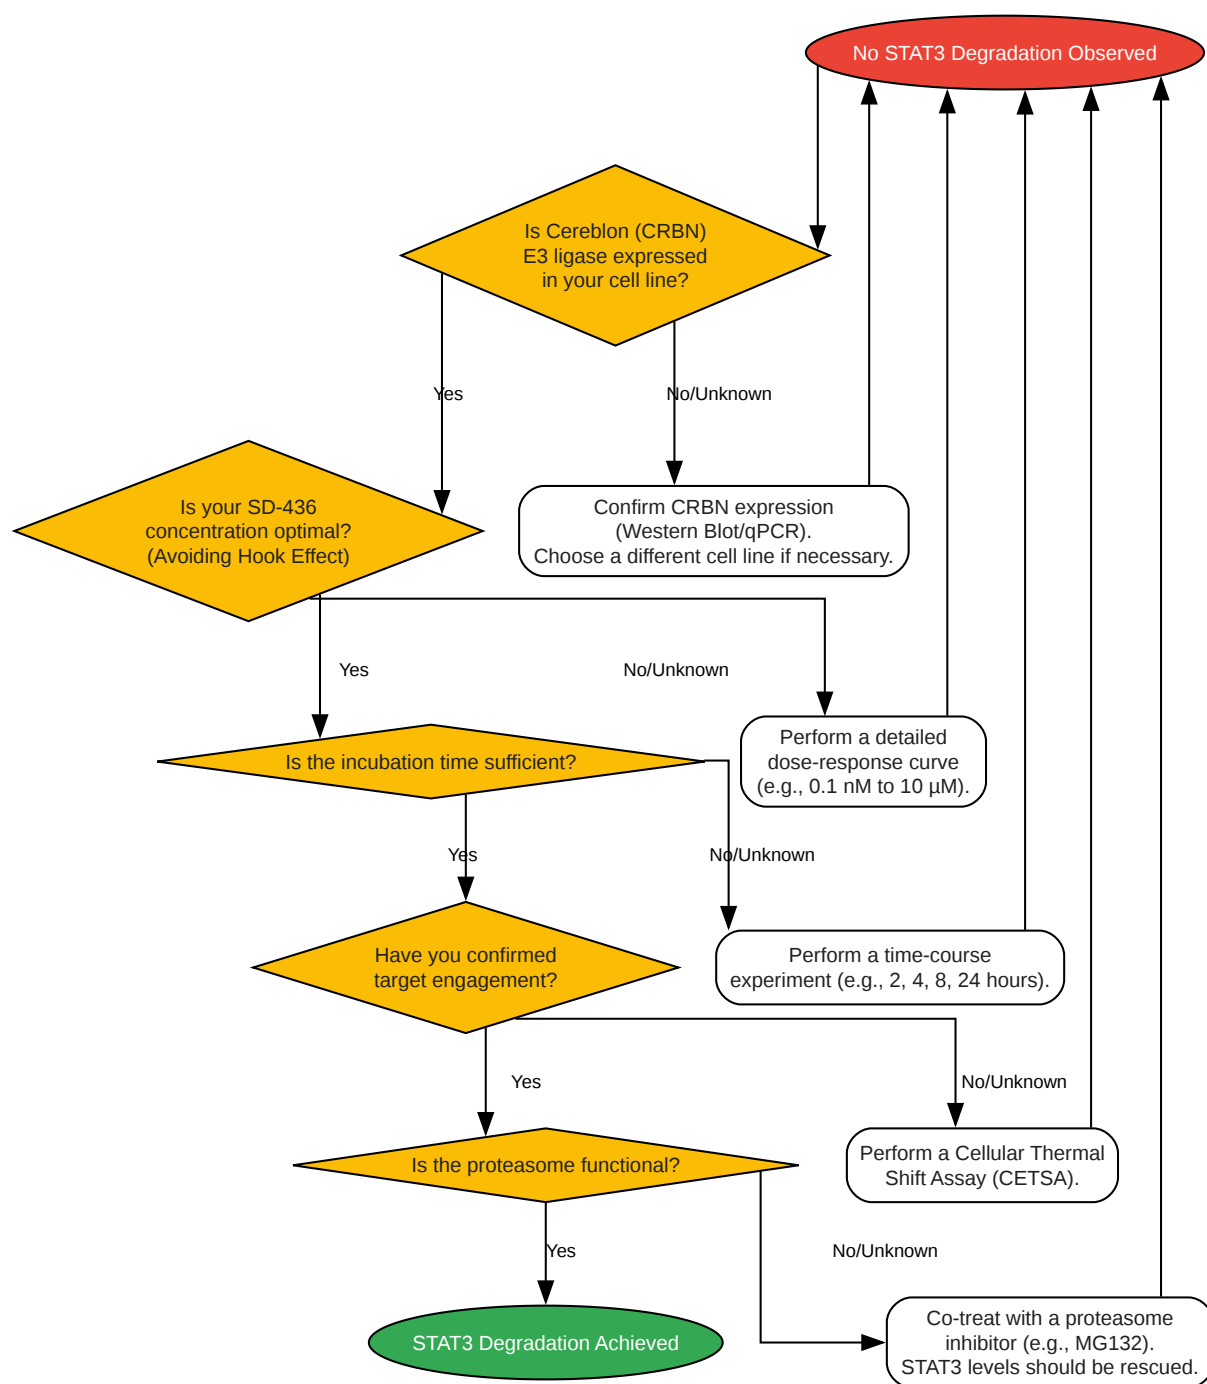 No STAT3 Degradation Observed
Is Cereblon (CRBN)
E3 ligase expressed
in your cell line?
Yes
No/Unknown
Is your SD-436
concentration optimal?
(Avoiding Hook Effect)
Confirm CRBN expression
(Western Blot/qPCR).
Choose a different cell line if necessary.
Yes
No/Unknown
Is the incubation time sufficient?
Perform a detailed
dose-response curve
(e.g., 0.1 nM to 10 µM).
Yes
No/Unknown
Have you confirmed
target engagement?
Perform a time-course
experiment (e.g., 2, 4, 8, 24 hours).
Yes
No/Unknown
Is the proteasome functional?
Perform a Cellular Thermal
Shift Assay (CETSA).
Yes
No/Unknown
STAT3 Degradation Achieved
Co-treat with a proteasome
inhibitor (e.g., MG132).
STAT3 levels should be rescued.